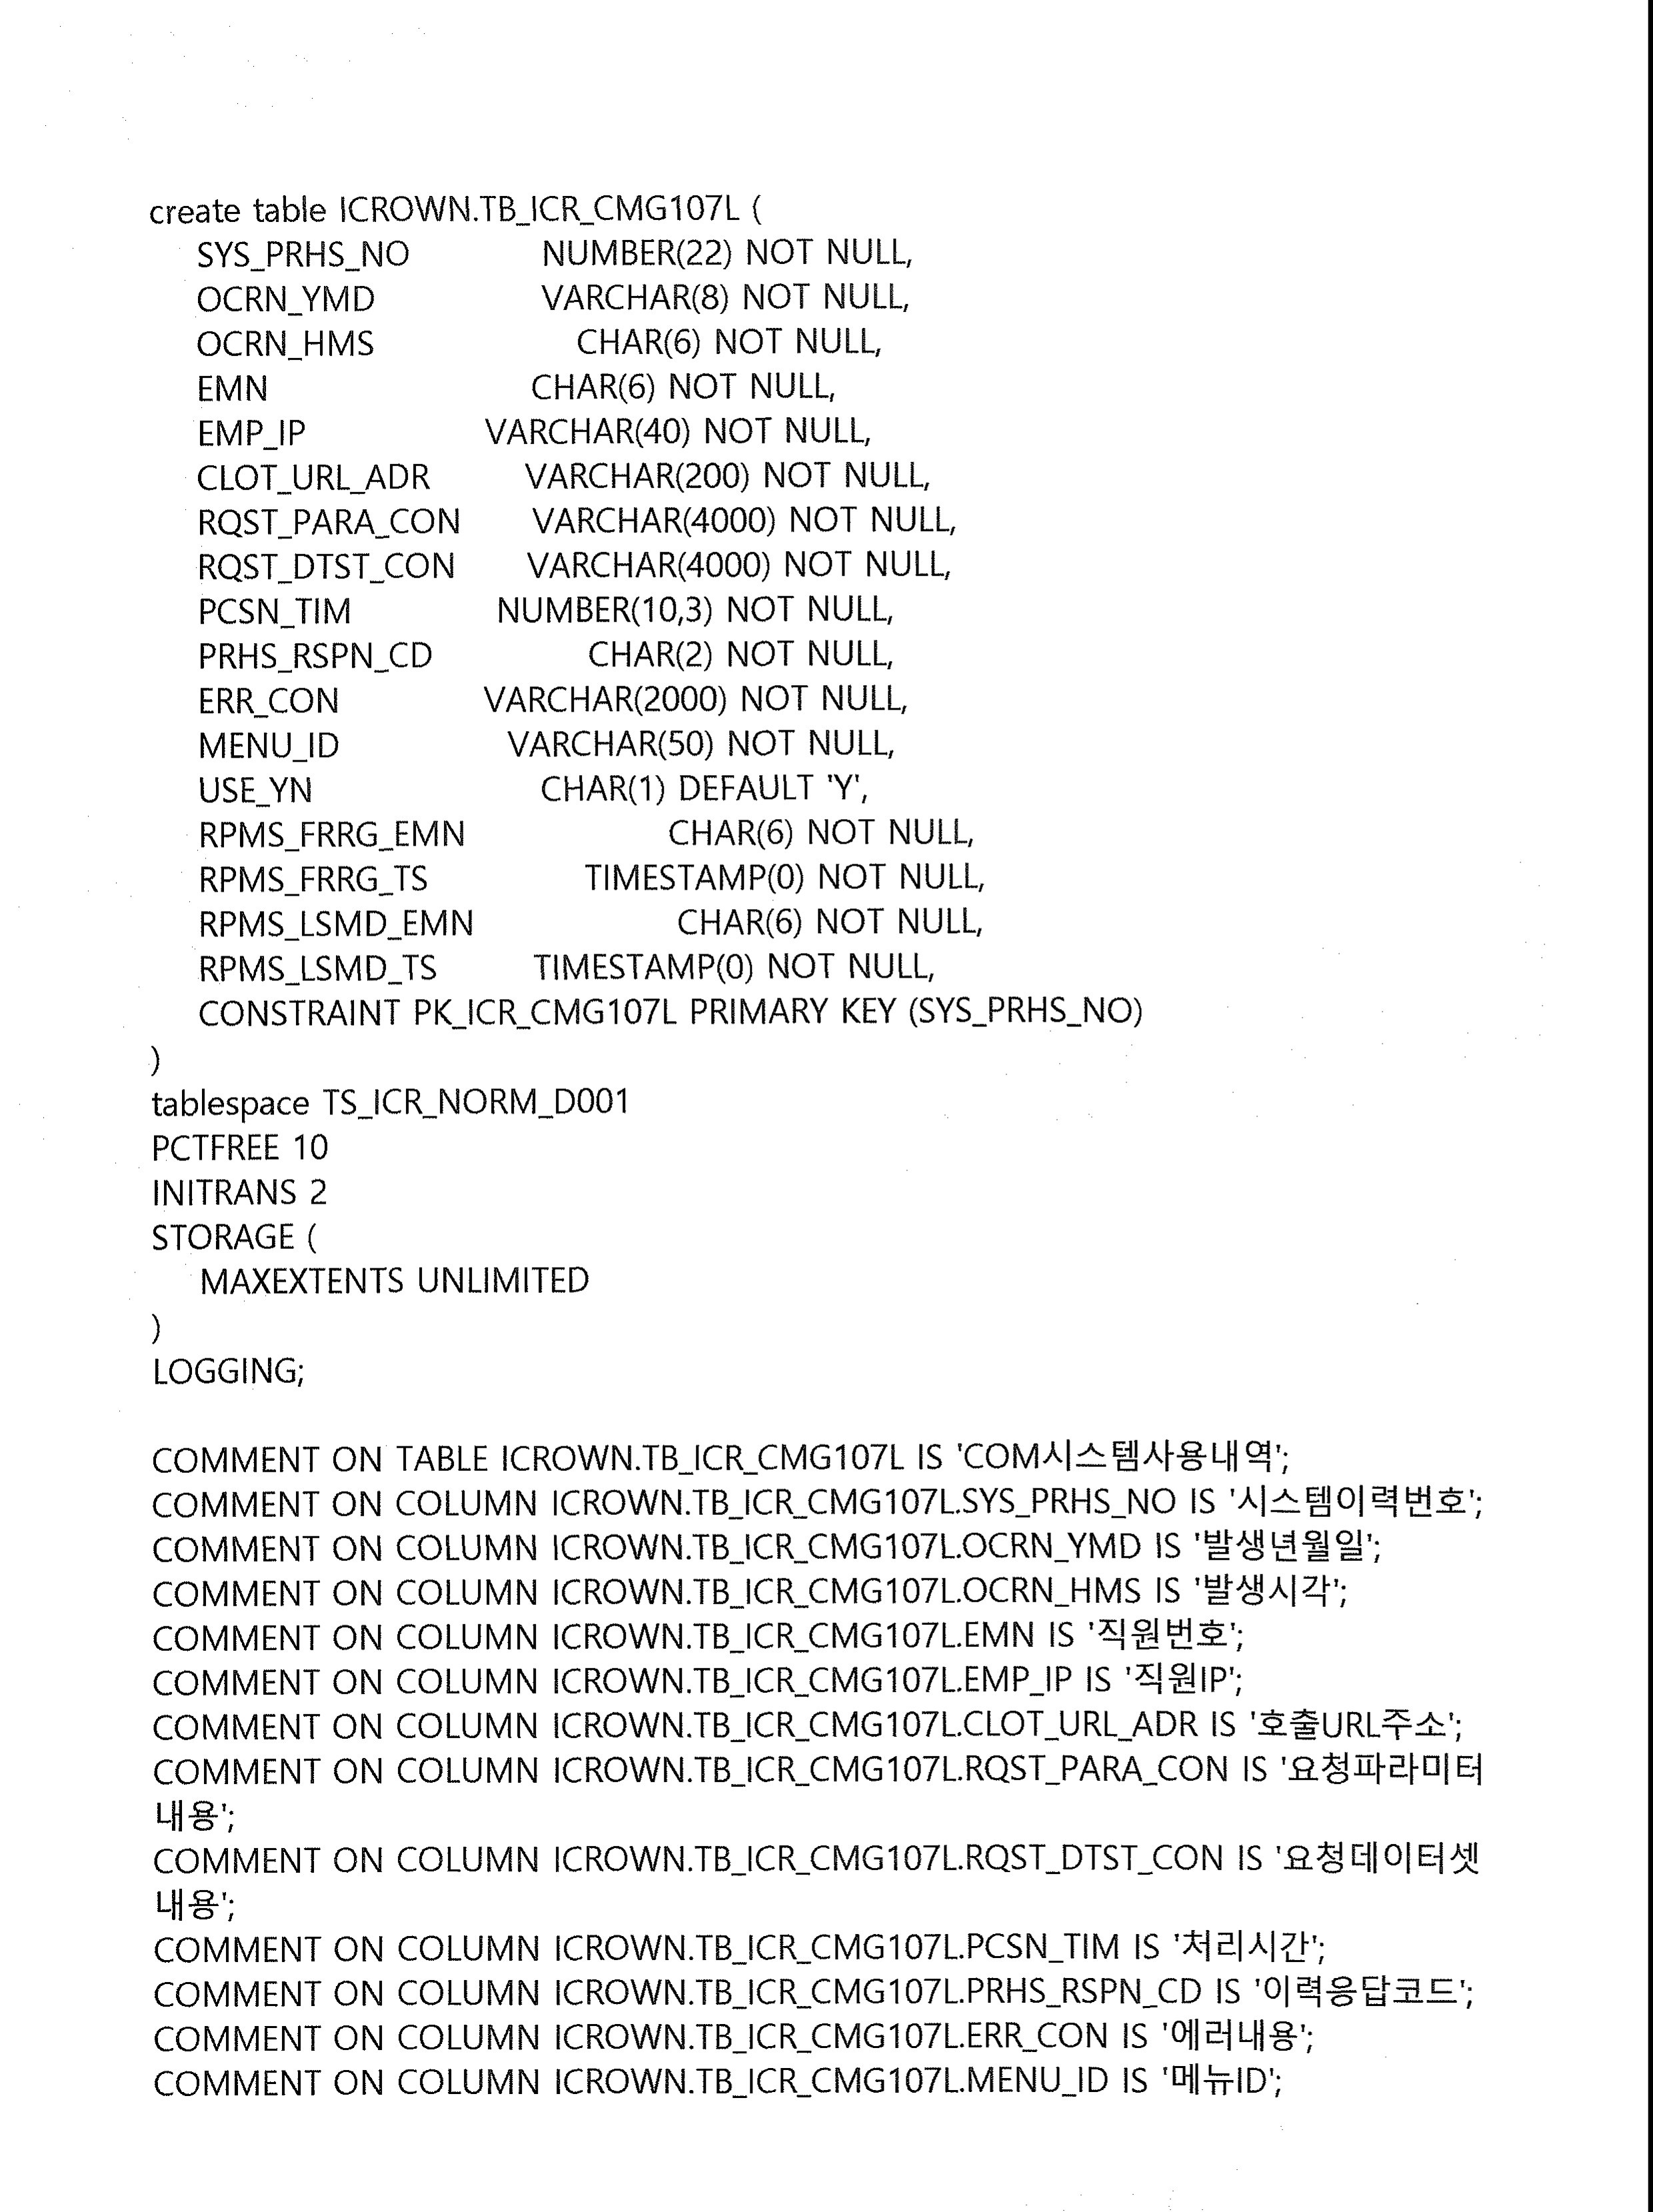 create table ICROWN.TB_ICR_CMG107L (
SYS_PRHS_NO NUMBER(22) NOT NULL,
OCRN_YMD VARCHAR(8) NOT NULL,
OCRN_HMS CHAR(6) NOT NULL,
EMN CHAR(6) NOT NULL,
EMP_IP VARCHAR(40) NOT NULL,
CLOT_URL_ADR VARCHAR(200) NOT NULL,
RQST_PARA_CON VARCHAR(4000) NOT NULL,
RQST_DTST_CON VARCHAR(4000) NOT NULL,
PCSN_TIM NUMBER(10,3) NOT NULL,
PRHS_RSPN_CD CHAR(2) NOT NULL,
ERR_CON VARCHAR(2000) NOT NULL,
MENU_ID VARCHAR(50) NOT NULL,
USE_YN CHAR(1) DEFAULT 'Y',
RPMS_FRRG_EMN CHAR(6) NOT NULL,
RPMS_FRRG_TS TIMESTAMP(0) NOT NULL,
RPMS_LSMD_EMN CHAR(6) NOT NULL,
RPMS_LSMD_TS TIMESTAMP(0) NOT NULL,
CONSTRAINT PK_ICR_CMG107L PRIMARY KEY (SYS_PRHS_NO)
)
tablespace TS_ICR_NORM_D001
PCTFREE 10
INITRANS 2
STORAGE (
MAXEXTENTS UNLIMITED
)
LOGGING;
COMMENT ON TABLE ICROWN.TB_ICR_CMG107L IS 'COM시스템사용내역';
COMMENT ON COLUMN ICROWN.TB_ICR_CMG107L.SYS_PRHS_NO IS '시스템이력번호';
COMMENT ON COLUMN ICROWN.TB_ICR_CMG107L.OCRN_YMD IS '발생년월일';
COMMENT ON COLUMN ICROWN.TB_ICR_CMG107L.OCRN_HMS IS '발생시각';
COMMENT ON COLUMN ICROWN.TB_ICR_CMG107L.EMN IS '직원번호';
COMMENT ON COLUMN ICROWN.TB_ICR_CMG107L.EMP_IP IS '직원IP';
COMMENT ON COLUMN ICROWN.TB_ICR_CMG107L.CLOT_URL_ADR IS '호출URL주소';
COMMENT ON COLUMN ICROWN.TB_ICR_CMG107L.RQST_PARA_CON IS '요청파라미터
내용';
COMMENT ON COLUMN ICROWN.TB_ICR_CMG107L.RQST_DTST_CON IS '요청데이터셋
내용';
COMMENT ON COLUMN ICROWN.TB_ICR_CMG107L.PCSN_TIM IS '처리시간';
COMMENT ON COLUMN ICROWN.TB_ICR_CMG107L.PRHS_RSPN_CD IS '이력응답코드';
COMMENT ON COLUMN ICROWN.TB_ICR_CMG107L.ERR_CON IS '에러내용';
COMMENT ON COLUMN ICROWN.TB_ICR_CMG107L.MENU_ID IS '메뉴ID';